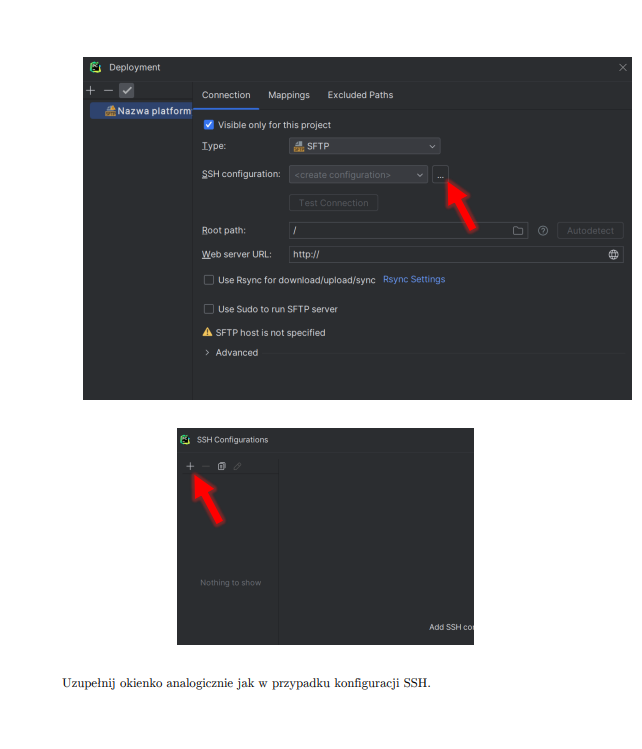 Deployment
Connection Mappings Excluded Paths
Nazwa platform
Visible only for this project
Type: SFTP
SSH configuration: <create configuration> ...
Test Connection
Root path: / Autodetect
Web server URL: http://
Use Rsync for download/upload/sync Rsync Settings
Use Sudo to run SFTP server
SFTP host is not specified
Advanced
SSH Configurations
Nothing to show
Add SSH
Uzupełnij okienko analogicznie jak w przypadku konfiguracji SSH.